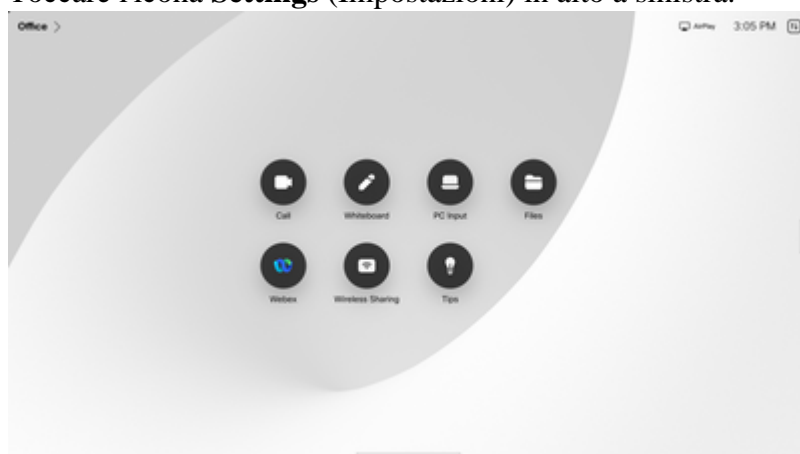 Toccare l'icona Settings (Impostazioni) in alto a sinistra.
Office >
AirPlay 3:05 PM
Call Whiteboard PC Input Files
Webex Wireless Sharing Tips